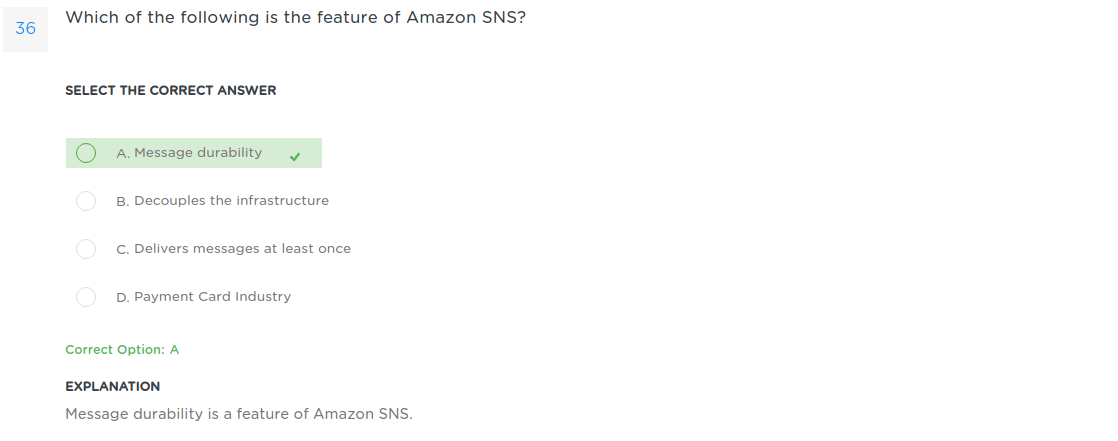 36
Which of the following is the feature of Amazon SNS?
SELECT THE CORRECT ANSWER
A. Message durability
B. Decouples the infrastructure
C. Delivers messages at least once
D. Payment Card Industry
Correct Option: A
EXPLANATION
Message durability is a feature of Amazon SNS.